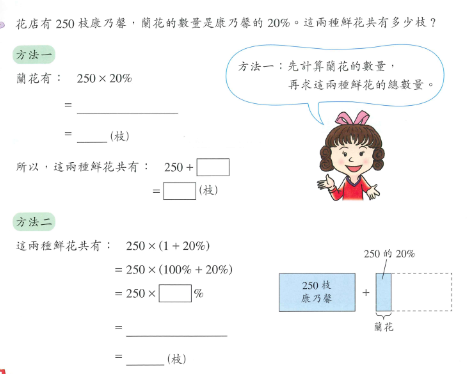 花店有 250 枝康乃馨,蘭花的數量是康乃馨的 20%。這兩種鮮花共有多少枝?
方法一
蘭花有: 250 × 20%
= ____________
= ____ (枝)
所以,這兩種鮮花共有: 250 + □
= □ (枝)
方法一:先計算蘭花的數量,
再求這兩種鮮花的總數量。
方法二
這兩種鮮花共有: 250 × (1 + 20%)
= 250 × (100% + 20%)
= 250 × □ %
= ____________
= ____ (枝)
250 的 20%
250 枝
康乃馨
+
蘭花